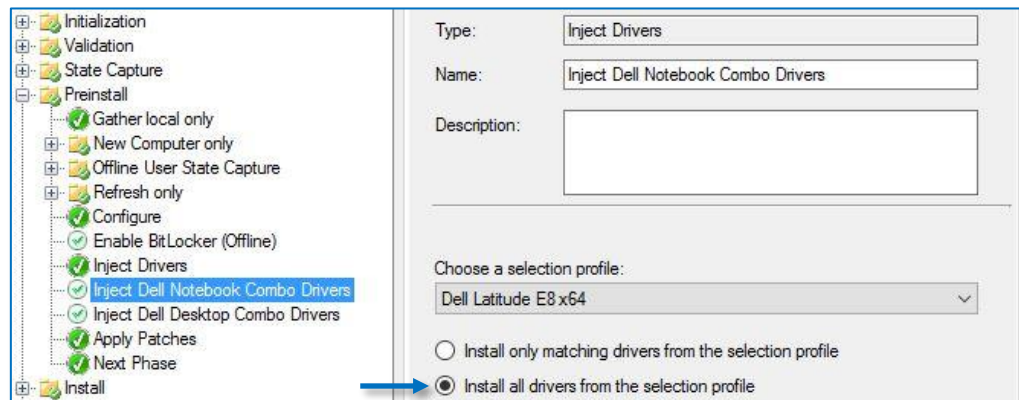 Initialization
Validation
State Capture
Preinstall
Gather local only
New Computer only
Offline User State Capture
Refresh only
Configure
Enable BitLocker (Offline)
Inject Drivers
Inject Dell Notebook Combo Drivers
Inject Dell Desktop Combo Drivers
Apply Patches
Next Phase
Install
Type: Inject Drivers
Name: Inject Dell Notebook Combo Drivers
Description:
Choose a selection profile:
Dell Latitude E8 x64
Install only matching drivers from the selection profile
Install all drivers from the selection profile